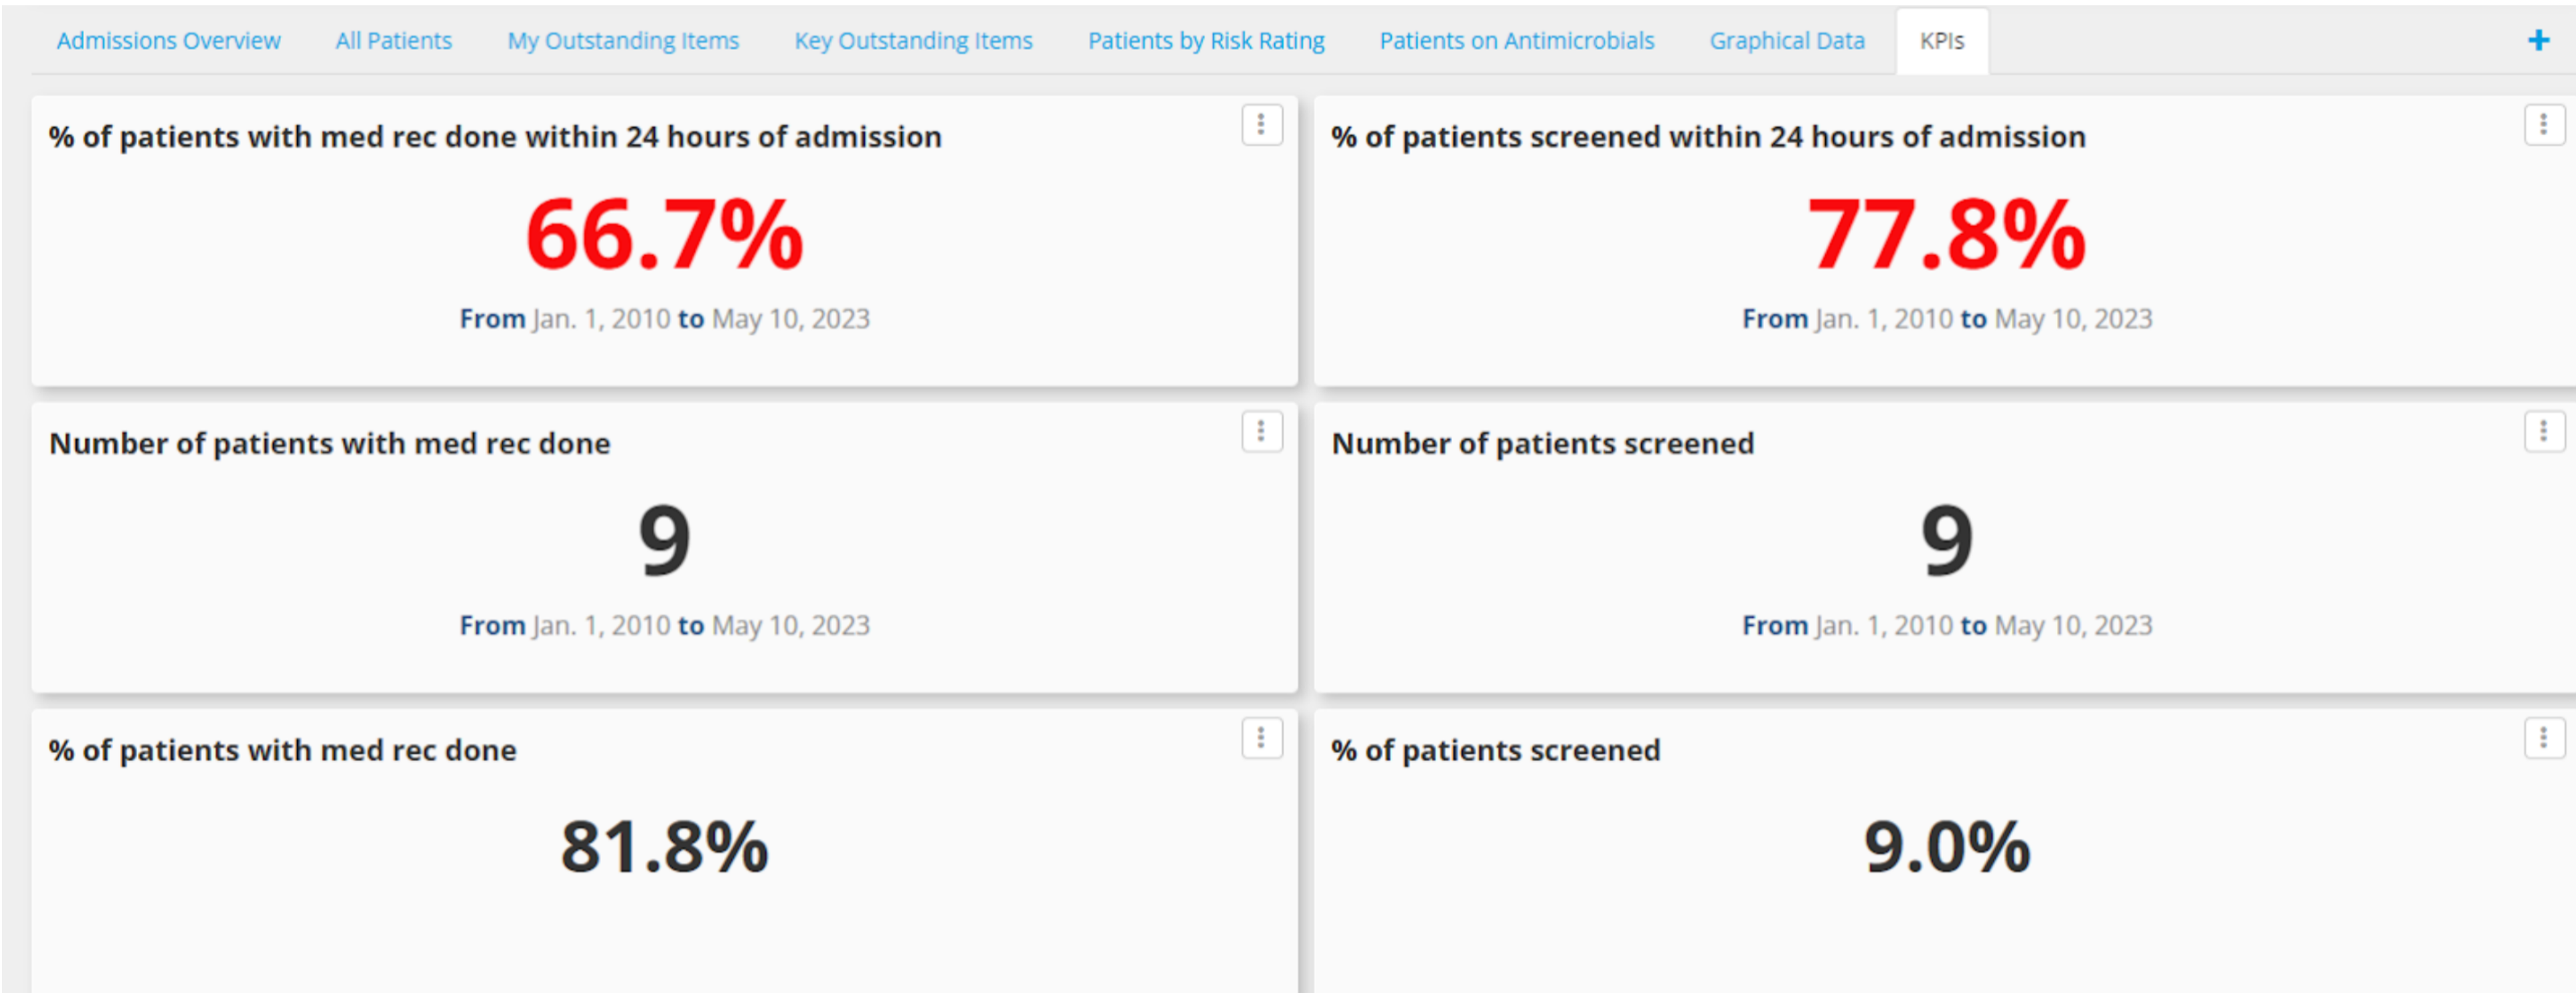 Admissions Overview All Patients My Outstanding Items Key Outstanding Items Patients by Risk Rating Patients on Antimicrobials Graphical Data KPIs +
% of patients with med rec done within 24 hours of admission
66.7%
From Jan. 1, 2010 to May 10, 2023
% of patients screened within 24 hours of admission
77.8%
From Jan. 1, 2010 to May 10, 2023
Number of patients with med rec done
9
From Jan. 1, 2010 to May 10, 2023
Number of patients screened
9
From Jan. 1, 2010 to May 10, 2023
% of patients with med rec done
81.8%
% of patients screened
9.0%